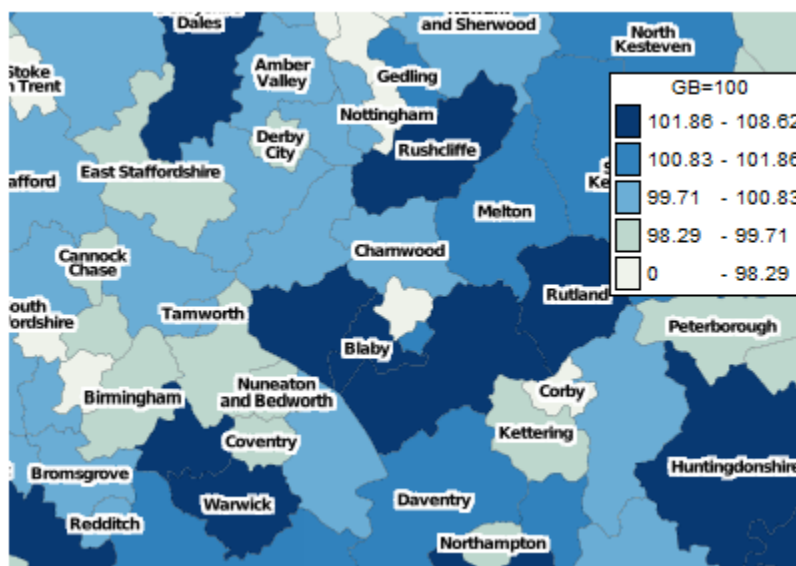 Dales
and Sherwood
North
Kesteven
Stoke
n Trent
Amber
Valley
Gedling
GB=100
Nottingham
101.86 - 108.62
Derby
City
Rushcliffe
100.83 - 101.86
afford
East Staffordshire
S
Ke
99.71 - 100.83
Melton
Cannock
Chase
Charnwood
98.29 - 99.71
0 - 98.29
Rutland
South
fordshire
Tamworth
Peterborough
Blaby
Birmingham
Nuneaton
and Bedworth
Corby
Coventry
Kettering
Bromsgrove
Huntingdonshire
Warwick
Daventry
Redditch
Northampton